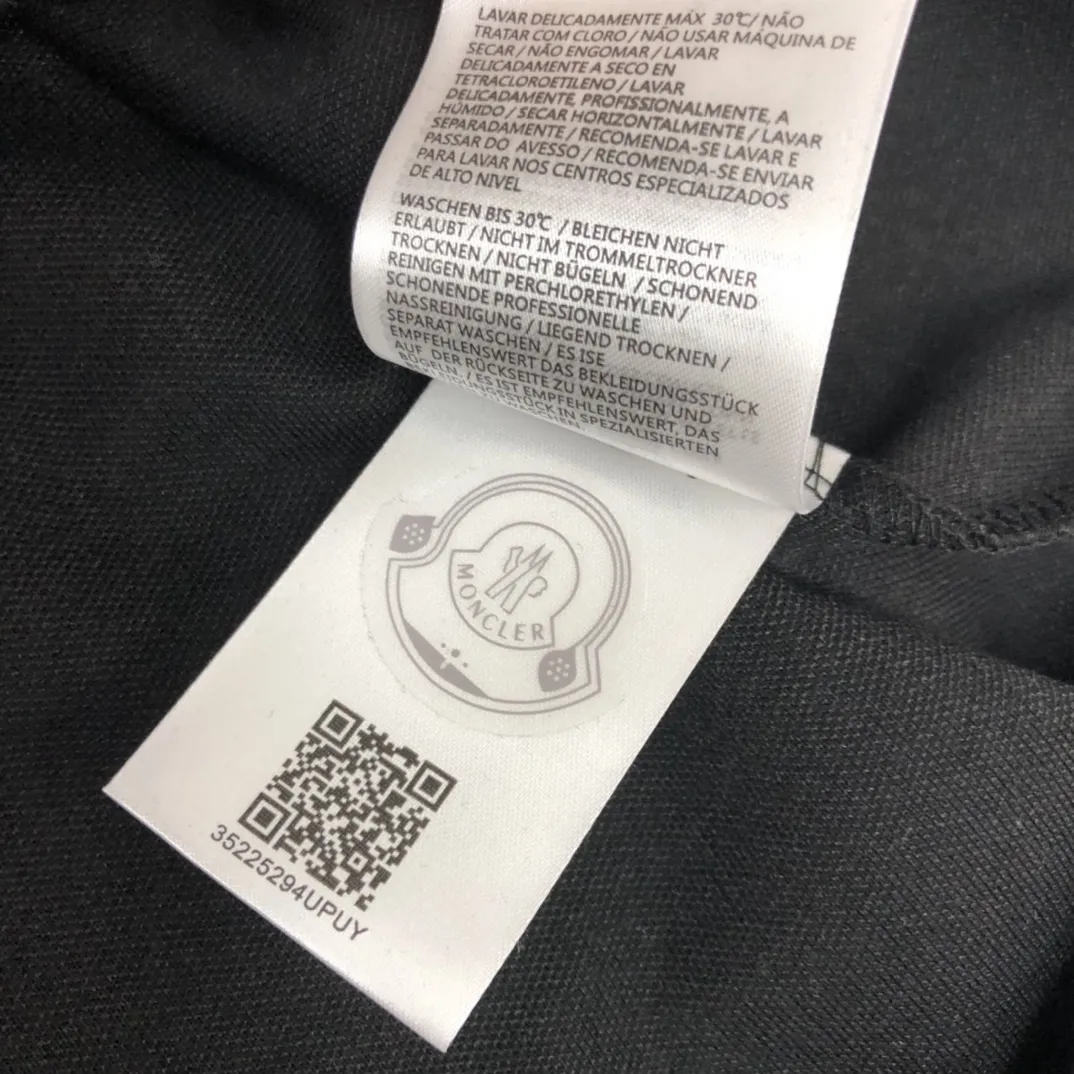 LAVAR DELICADAMENTE MÁX 30℃/ NÃO
TRATAR COM CLORO / NÃO USAR MÁQUINA DE
SECAR / NÃO ENGOMAR / LAVAR
DELICADAMENTE A SECO EN
TETRACLOROETILENO / LAVAR
DELICADAMENTE, PROFISSIONALMENTE, A
HÚMIDO / SECAR HORIZONTALMENTE / LAVAR
SEPARADAMENTE / RECOMENDA-SE LAVAR E
PASSAR DO AVESSO / RECOMENDA-SE ENVIAR
PARA LAVAR NOS CENTROS ESPECIALIZADOS
DE ALTO NIVEL
WASCHEN BIS 30℃ / BLEICHEN NICHT
ERLAUBT / NICHT IM TROMMELTROCKNER
TROCKNEN / NICHT BÜGELN / SCHONEND
REINIGEN MIT PERCHLORETHYLEN /
SCHONENDE PROFESSIONELLE
NASSREINIGUNG / LIEGEND TROCKNEN /
SEPARAT WASCHEN / ES ISE
EMPFEHLENSWERT DAS BEKLEIDUNGSSTÜCK
AUF DER RÜCKSEITE ZU WASCHEN UND
BÜGELN. / ES IST EMPFEHLENSWERT, DAS
IN SPEZIALISIERTEN
MONCLER
35225294UPUY